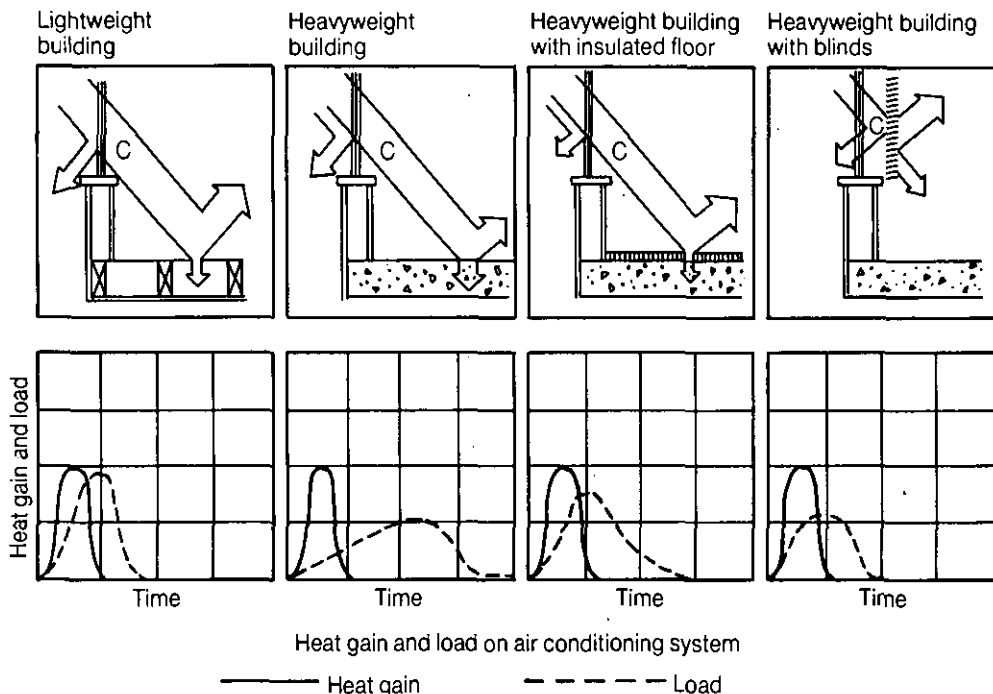 Lightweight
building
Heavyweight
building
Heavyweight building
with insulated floor
Heavyweight building
with blinds
C
C
C
C
Heat gain and load
Time
Time
Time
Time
Heat gain and load on air conditioning system
Heat gain
Load